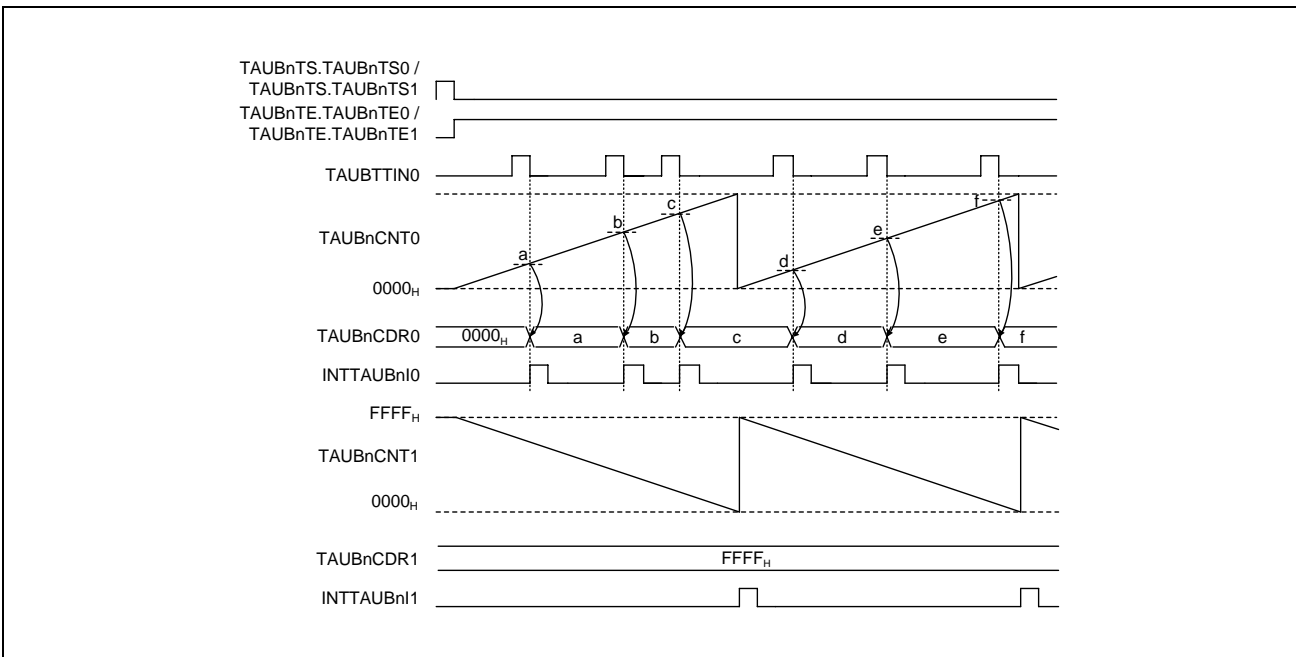 TAUBnTS.TAUBnTS0 /
TAUBnTS.TAUBnTS1
TAUBnTE.TAUBnTE0 /
TAUBnTE.TAUBnTE1
TAUBTTIN0
TAUBnCNT0
a b c d e f
0000H
TAUBnCDR0 0000H a b c d e f
INTTAUBnI0
FFFFH
TAUBnCNT1
0000H
TAUBnCDR1 FFFFH
INTTAUBnI1